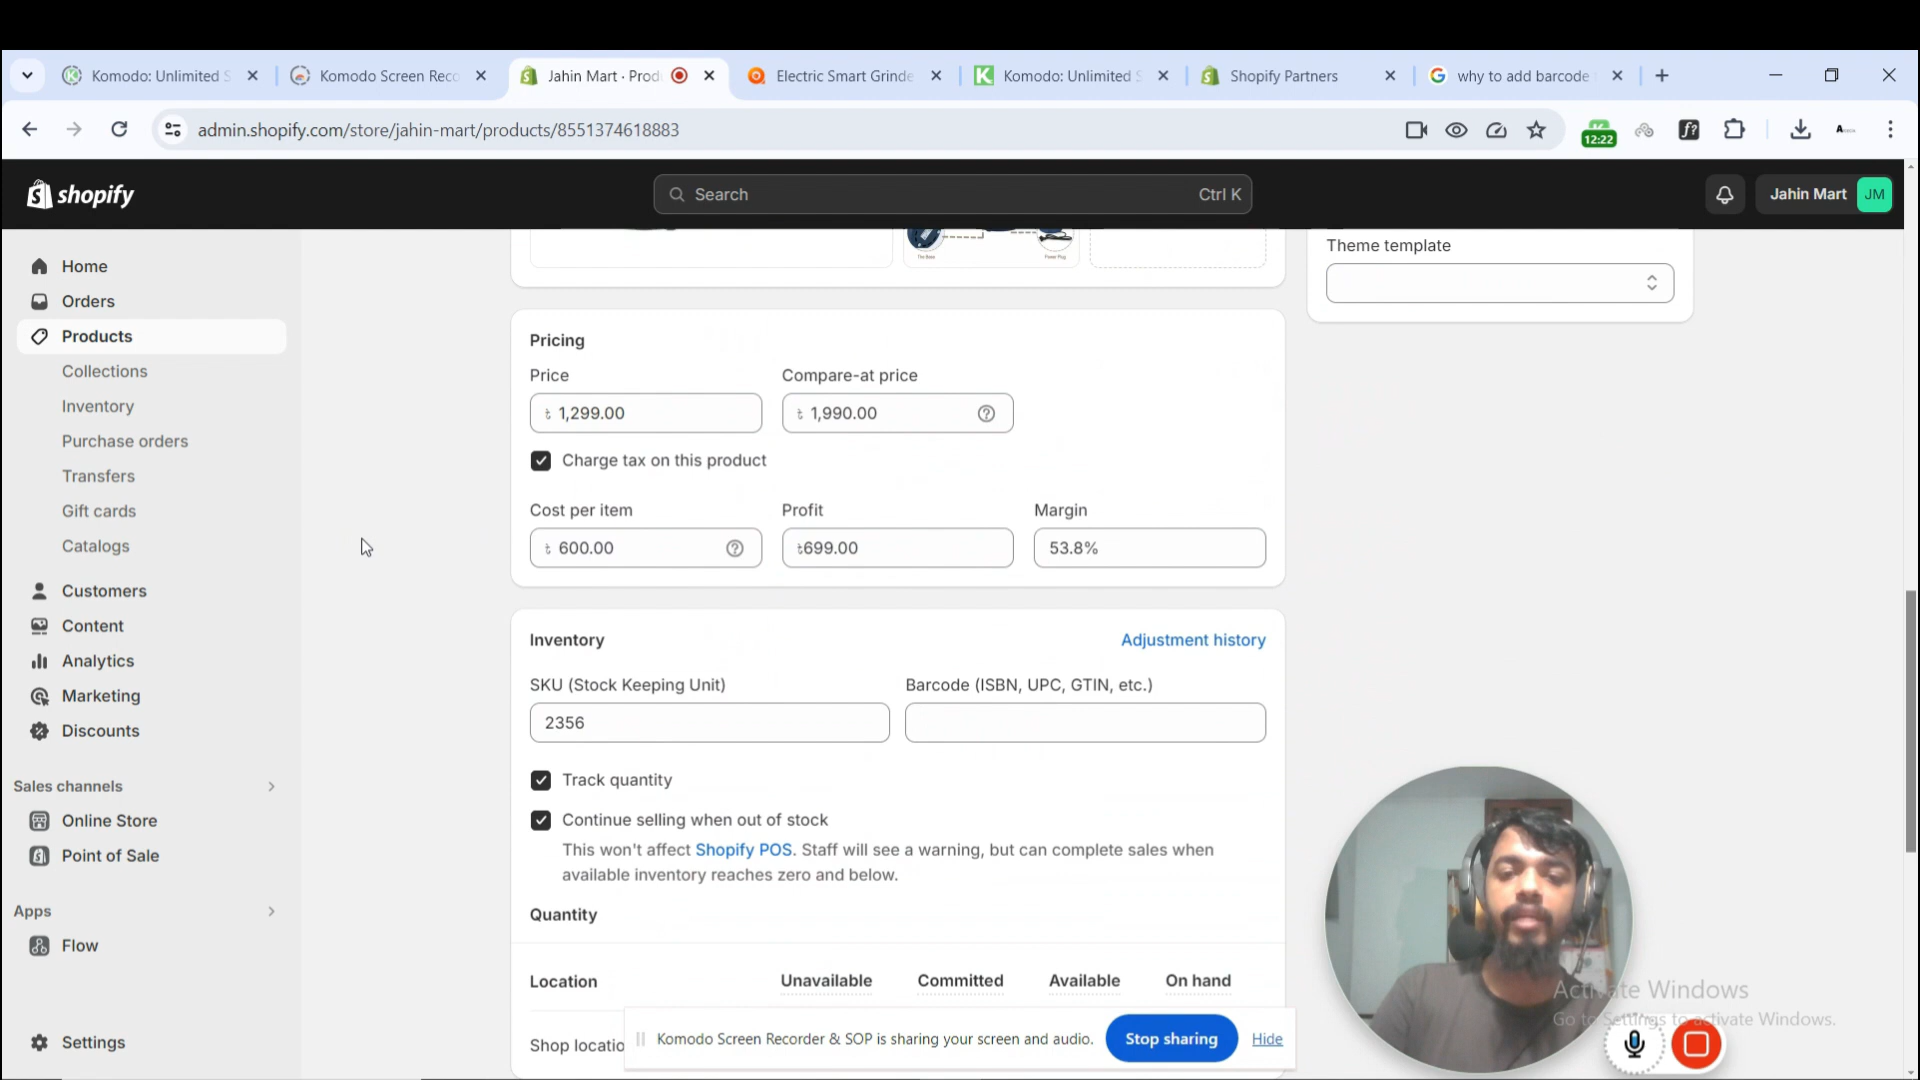 Komodo: Unlimited S
Komodo Screen Reco
Jahin Mart · Prod
Electric Smart Grinde
Komodo: Unlimited S
Shopify Partners
why to add barcode
admin.shopify.com/store/jahin-mart/products/8551374618883
12:22
shopify
Search
Ctrl K
Jahin Mart
JM
Home
Orders
Products
Collections
Inventory
Purchase orders
Transfers
Gift cards
Catalogs
Customers
Content
Analytics
Marketing
Discounts
Sales channels
Online Store
Point of Sale
Apps
Flow
Settings
The Base
Power Plug
Theme template
Pricing
Price
Compare-at price
৳ 1,299.00
৳ 1,990.00
Charge tax on this product
Cost per item
Profit
Margin
৳ 600.00
৳699.00
53.8%
Inventory
Adjustment history
SKU (Stock Keeping Unit)
Barcode (ISBN, UPC, GTIN, etc.)
2356
Track quantity
Continue selling when out of stock
This won't affect Shopify POS. Staff will see a warning, but can complete sales when
available inventory reaches zero and below.
Quantity
Location
Unavailable
Committed
Available
On hand
Shop locatio
Komodo Screen Recorder & SOP is sharing your screen and audio.
Stop sharing
Hide
Activate Windows
Go to Settings to activate Windows.